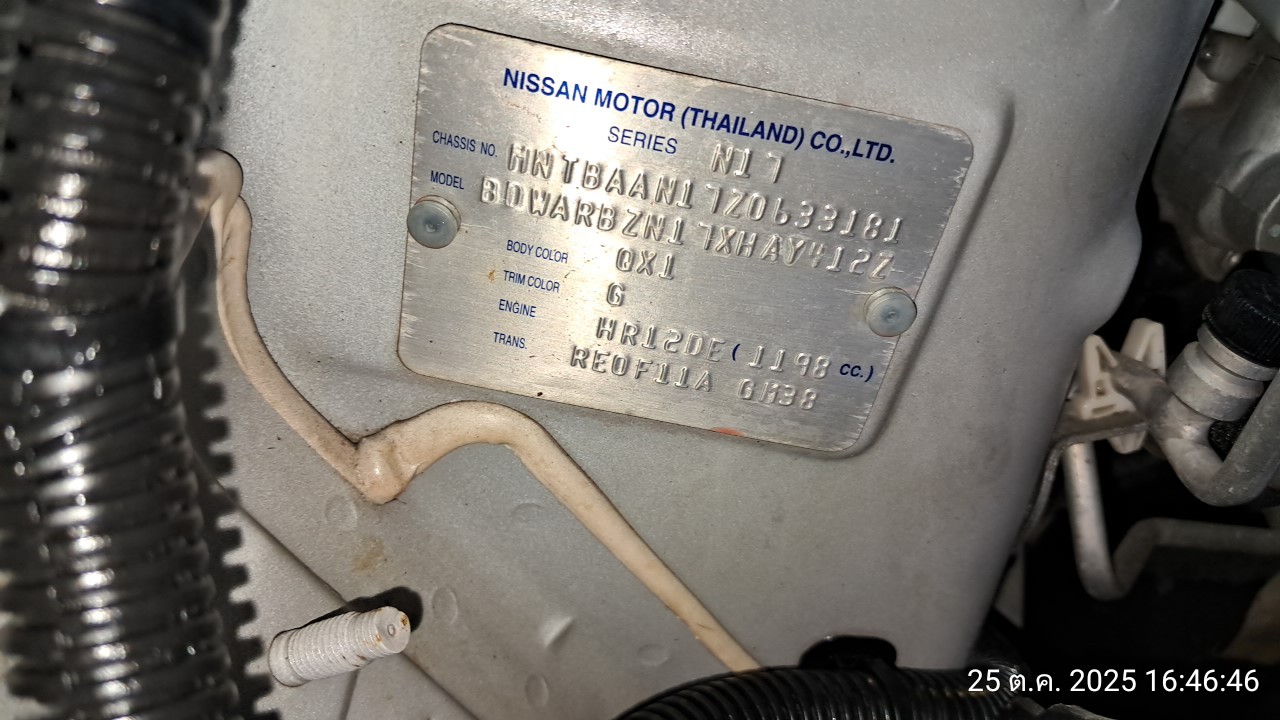 NISSAN MOTOR (THAILAND) CO.,LTD.
SERIES N17
CHASSIS NO. MNTBAAN17Z0633181
MODEL BDWARBZN17XHAY412Z
BODY COLOR QX1
TRIM COLOR G
ENGINE HR12DE (1198 CC.)
TRANS. RE0F11A GM38
25 ต.ค. 2025 16:46:46